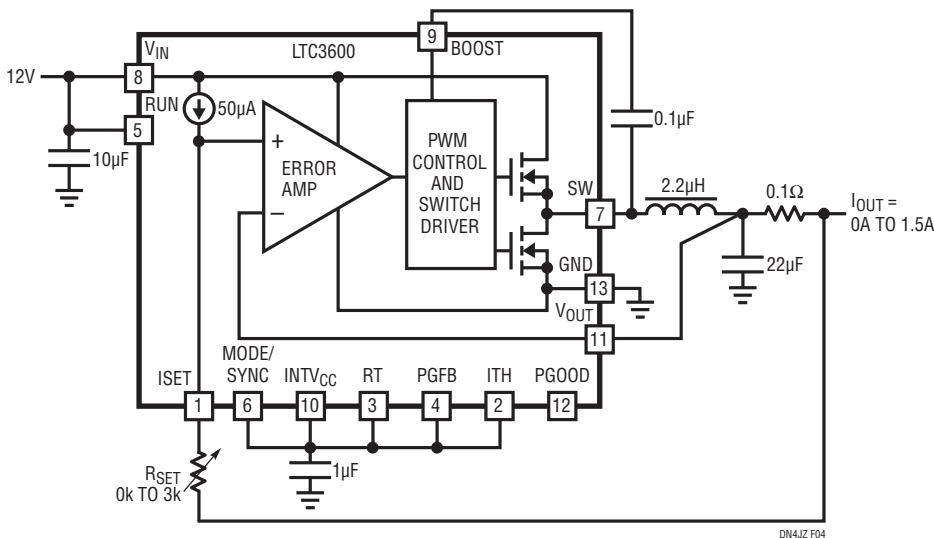 9
BOOST
LTC3600
VIN
12V
8
RUN
50µA
5
10µF
+
ERROR
AMP
−
PWM
CONTROL
AND
SWITCH
DRIVER
0.1µF
SW
7
2.2µH
0.1Ω
IOUT =
0A TO 1.5A
22µF
GND
13
VOUT
11
ISET
MODE/
SYNC
INTVCC
RT
PGFB
ITH
PGOOD
1
6
10
3
4
2
12
1µF
RSET
0k TO 3k
DN4JZ F04